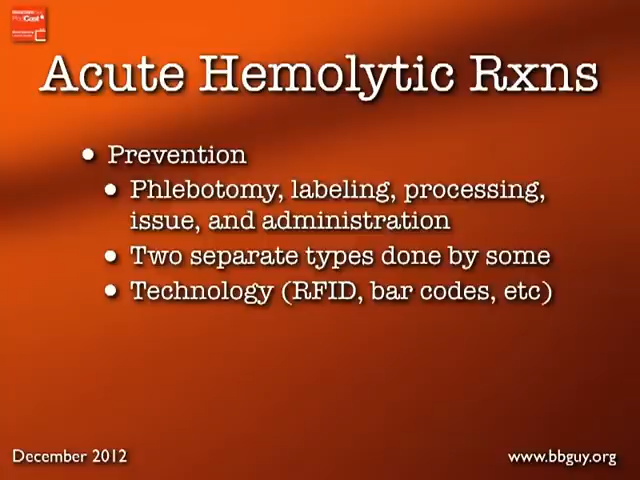 Acute Hemolytic Rxns
• Prevention
• Phlebotomy, labeling, processing,
issue, and administration
• Two separate types done by some
• Technology (RFID, bar codes, etc)
December 2012
www.bbguy.org